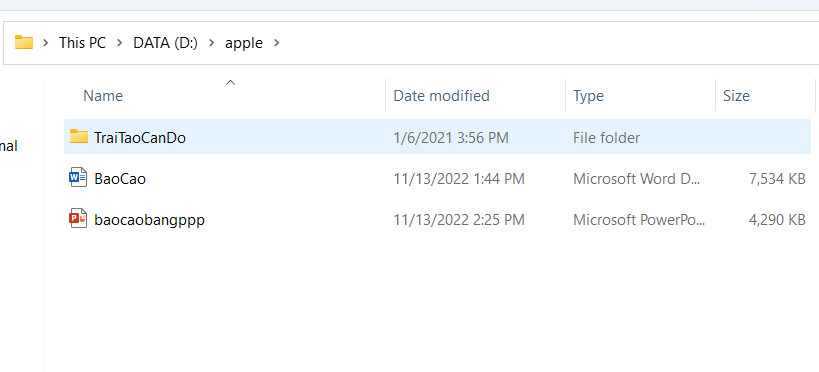 This PC > DATA (D:) > apple >
Name Date modified Type Size
nal
TraiTaoCanDo 1/6/2021 3:56 PM File folder
BaoCao 11/13/2022 1:44 PM Microsoft Word D... 7,534 KB
baocaobangppp 11/13/2022 2:25 PM Microsoft PowerPo... 4,290 KB